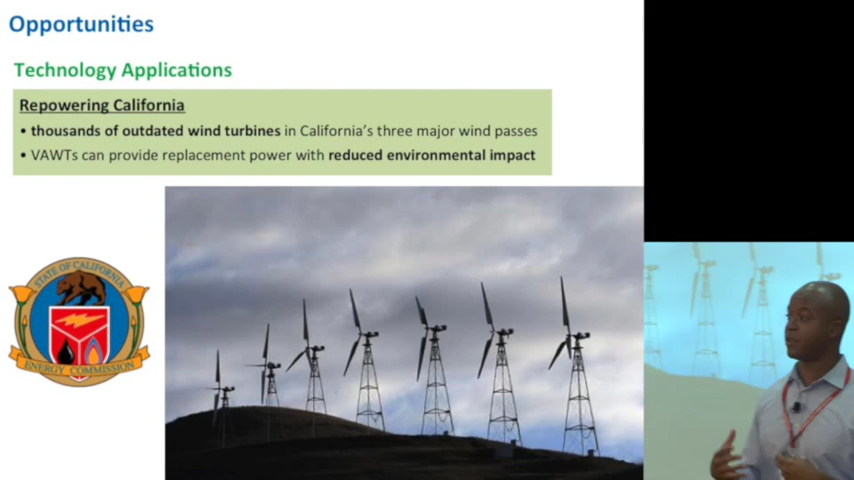 Opportunities
Technology Applications
Repowering California
• thousands of outdated wind turbines in California's three major wind passes
• VAWTs can provide replacement power with reduced environmental impact
STATE OF CALIFORNIA
ENERGY COMMISSION